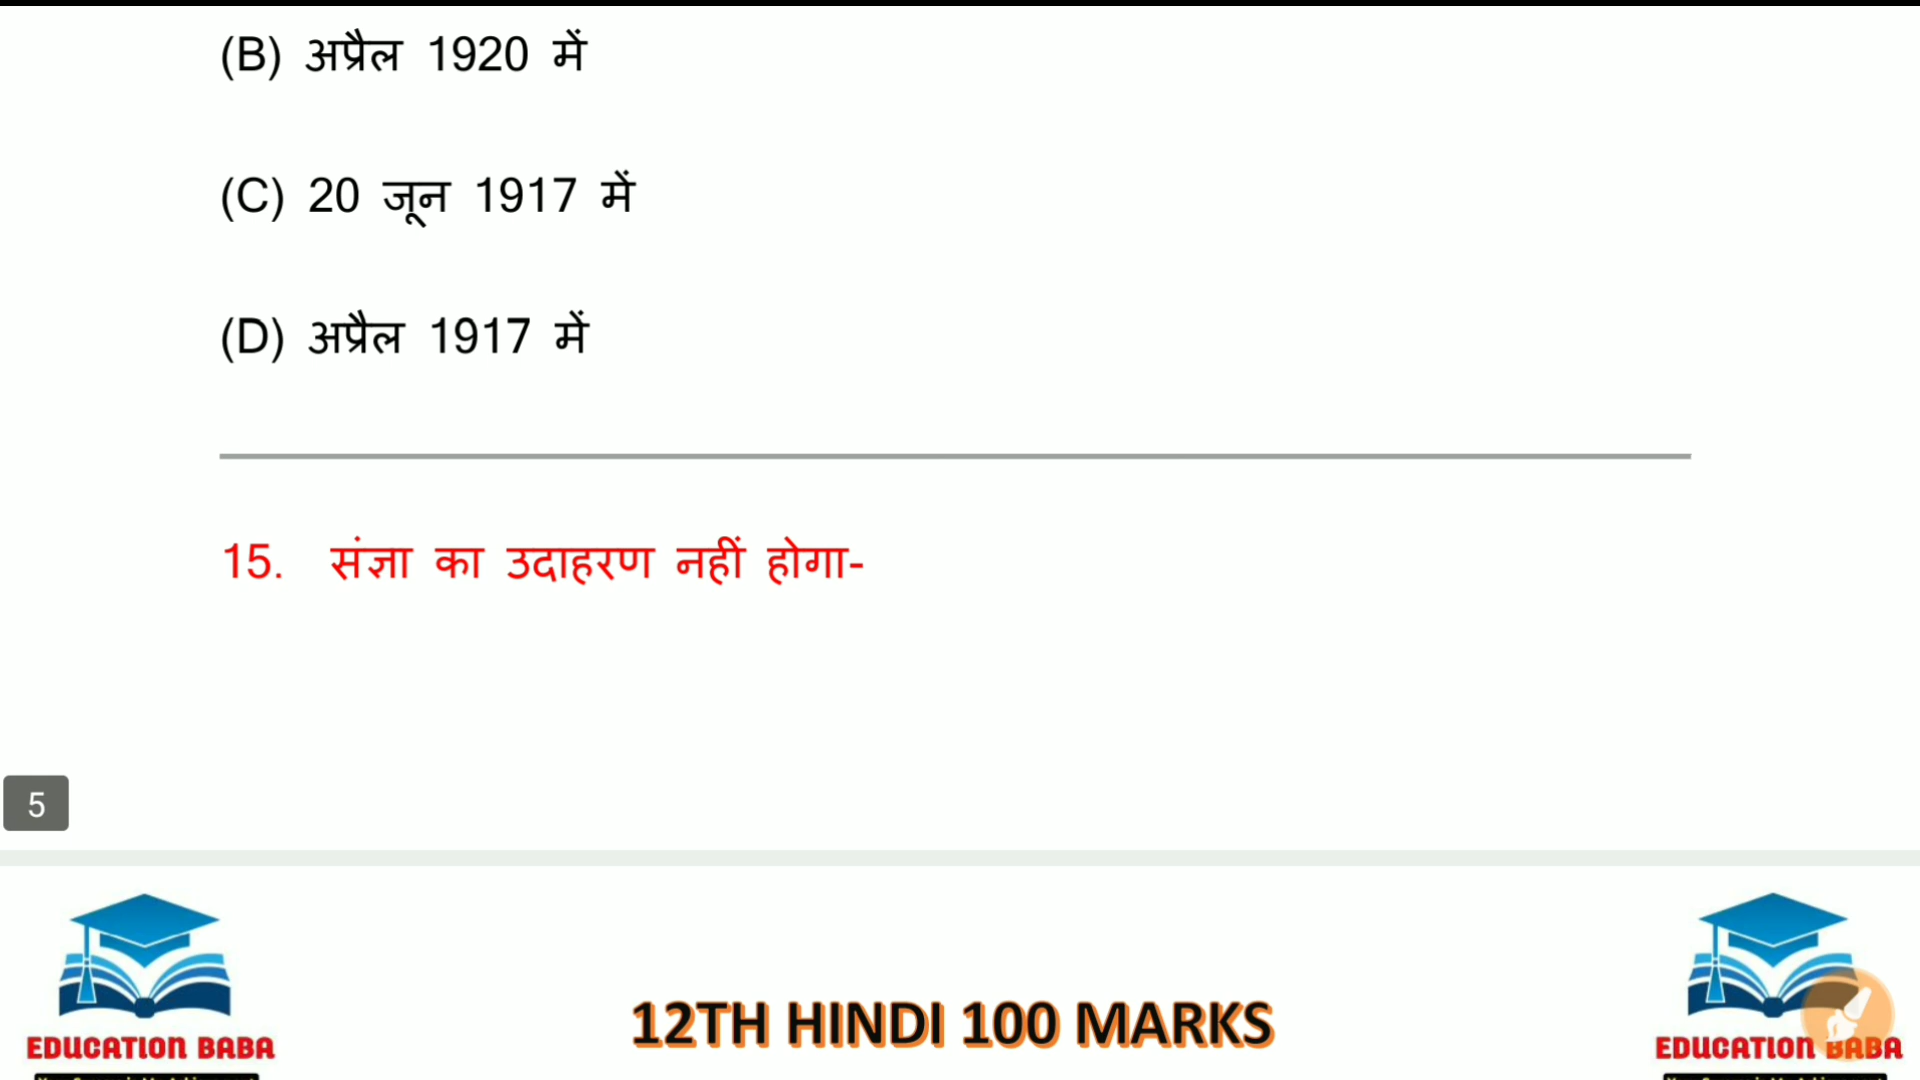 (B) अप्रैल 1920 में
(C) 20 जून 1917 में
(D) अप्रैल 1917 में
15. संज्ञा का उदाहरण नहीं होगा-
5
12TH HINDI 100 MARKS
EDUCATION BABA
EDUCATION BABA